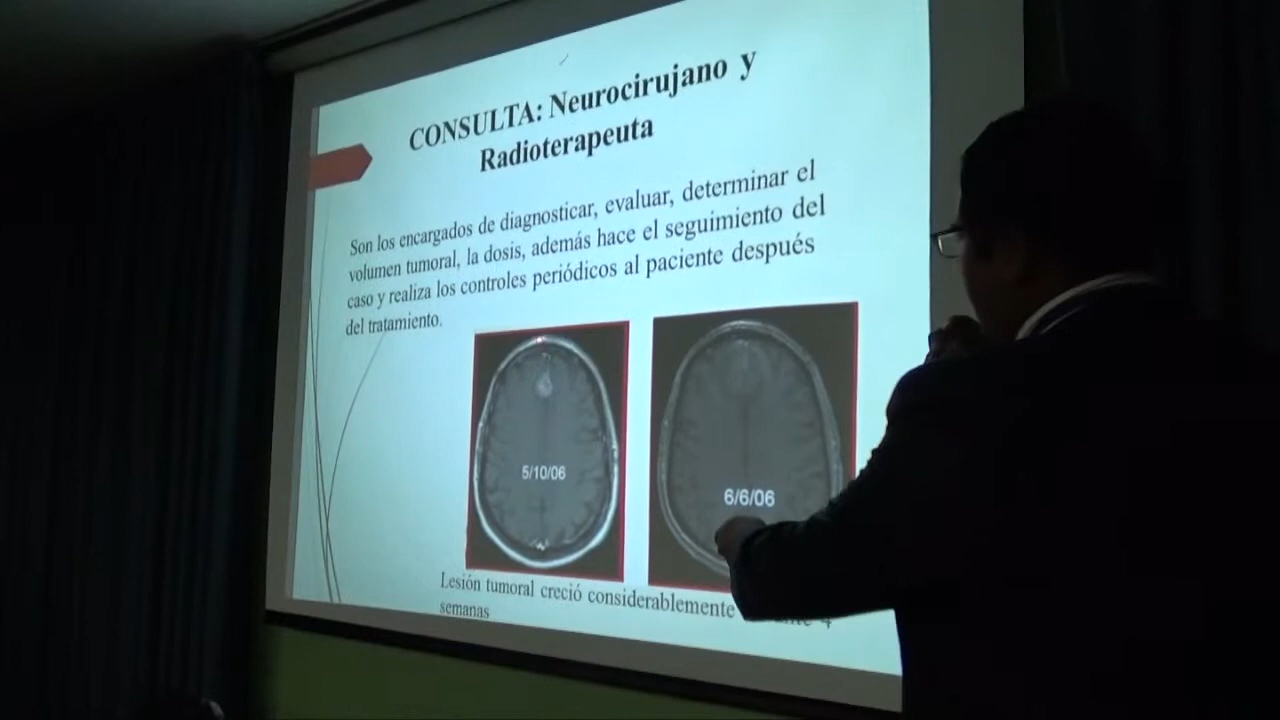 CONSULTA: Neurocirujano y
Radioterapeuta
Son los encargados de diagnosticar, evaluar, determinar el
volumen tumoral, la dosis, además hace el seguimiento del
caso y realiza los controles periódicos al paciente después
del tratamiento.
5/10/06
6/6/06
Lesión tumoral creció considerablemente 4
semanas